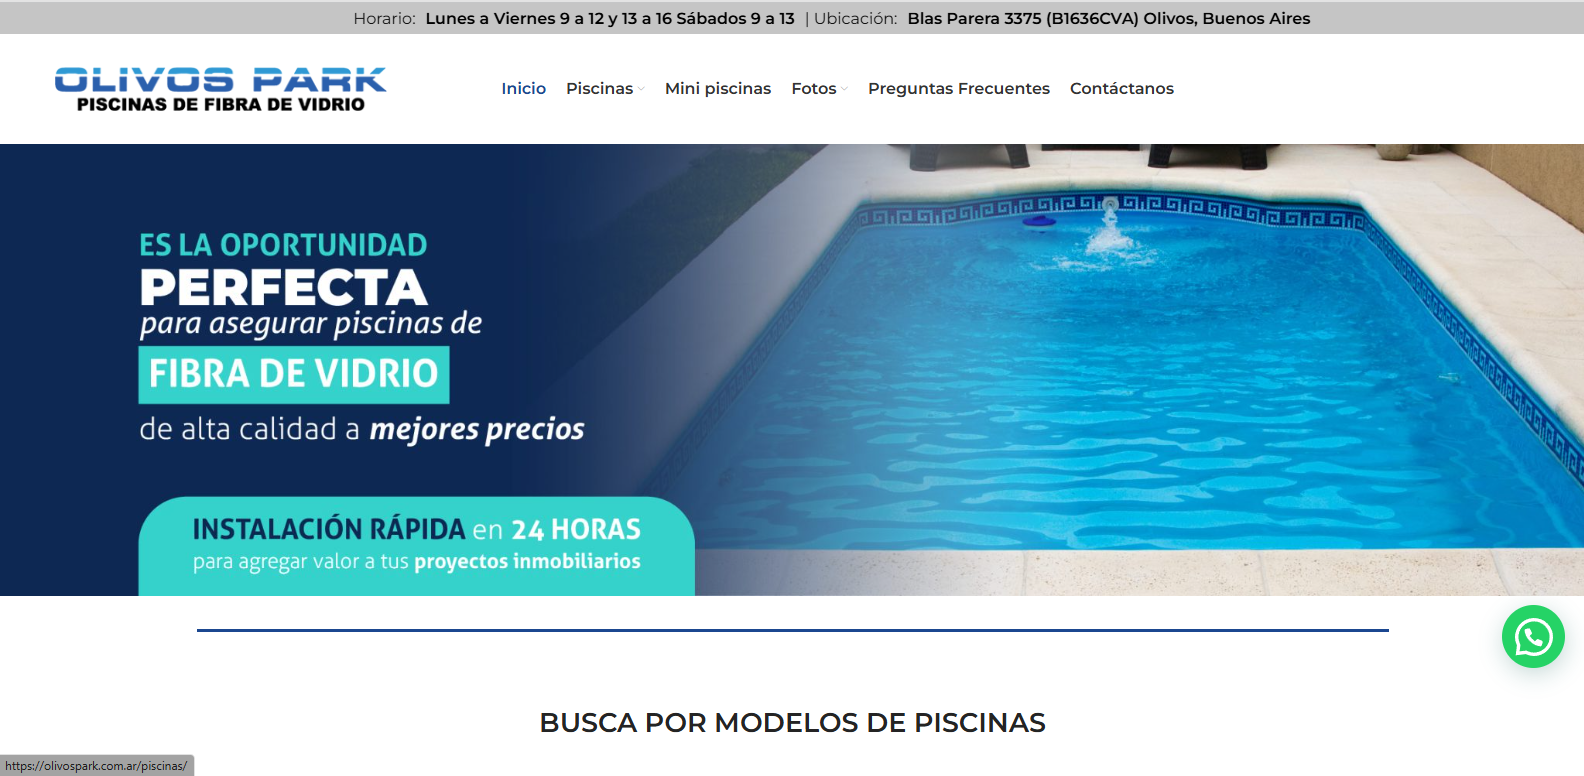 Horario: Lunes a Viernes 9 a 12 y 13 a 16 Sábados 9 a 13 | Ubicación: Blas Parera 3375 (B1636CVA) Olivos, Buenos Aires
OLIVOS PARK
PISCINAS DE FIBRA DE VIDRIO
Inicio Piscinas Mini piscinas Fotos Preguntas Frecuentes Contáctanos
ES LA OPORTUNIDAD
PERFECTA
para asegurar piscinas de
FIBRA DE VIDRIO
de alta calidad a mejores precios
INSTALACIÓN RÁPIDA en 24 HORAS
para agregar valor a tus proyectos inmobiliarios
BUSCA POR MODELOS DE PISCINAS
https://olivospark.com.ar/piscinas/